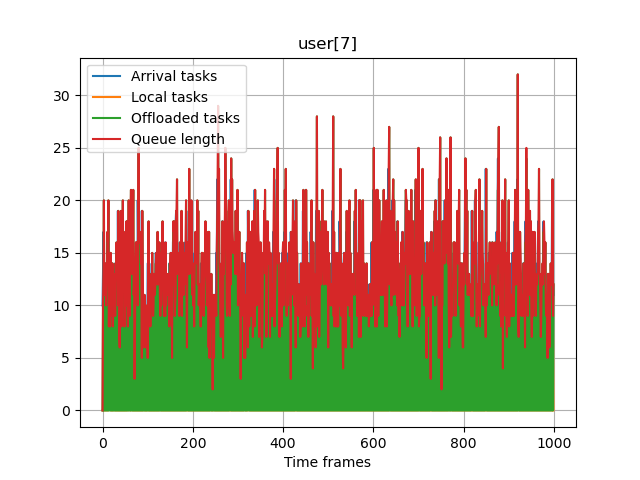 user[7]
Arrival tasks
Local tasks
Offloaded tasks
Queue length
30
25
20
15
10
5
0
0 200 400 600 800 1000
Time frames